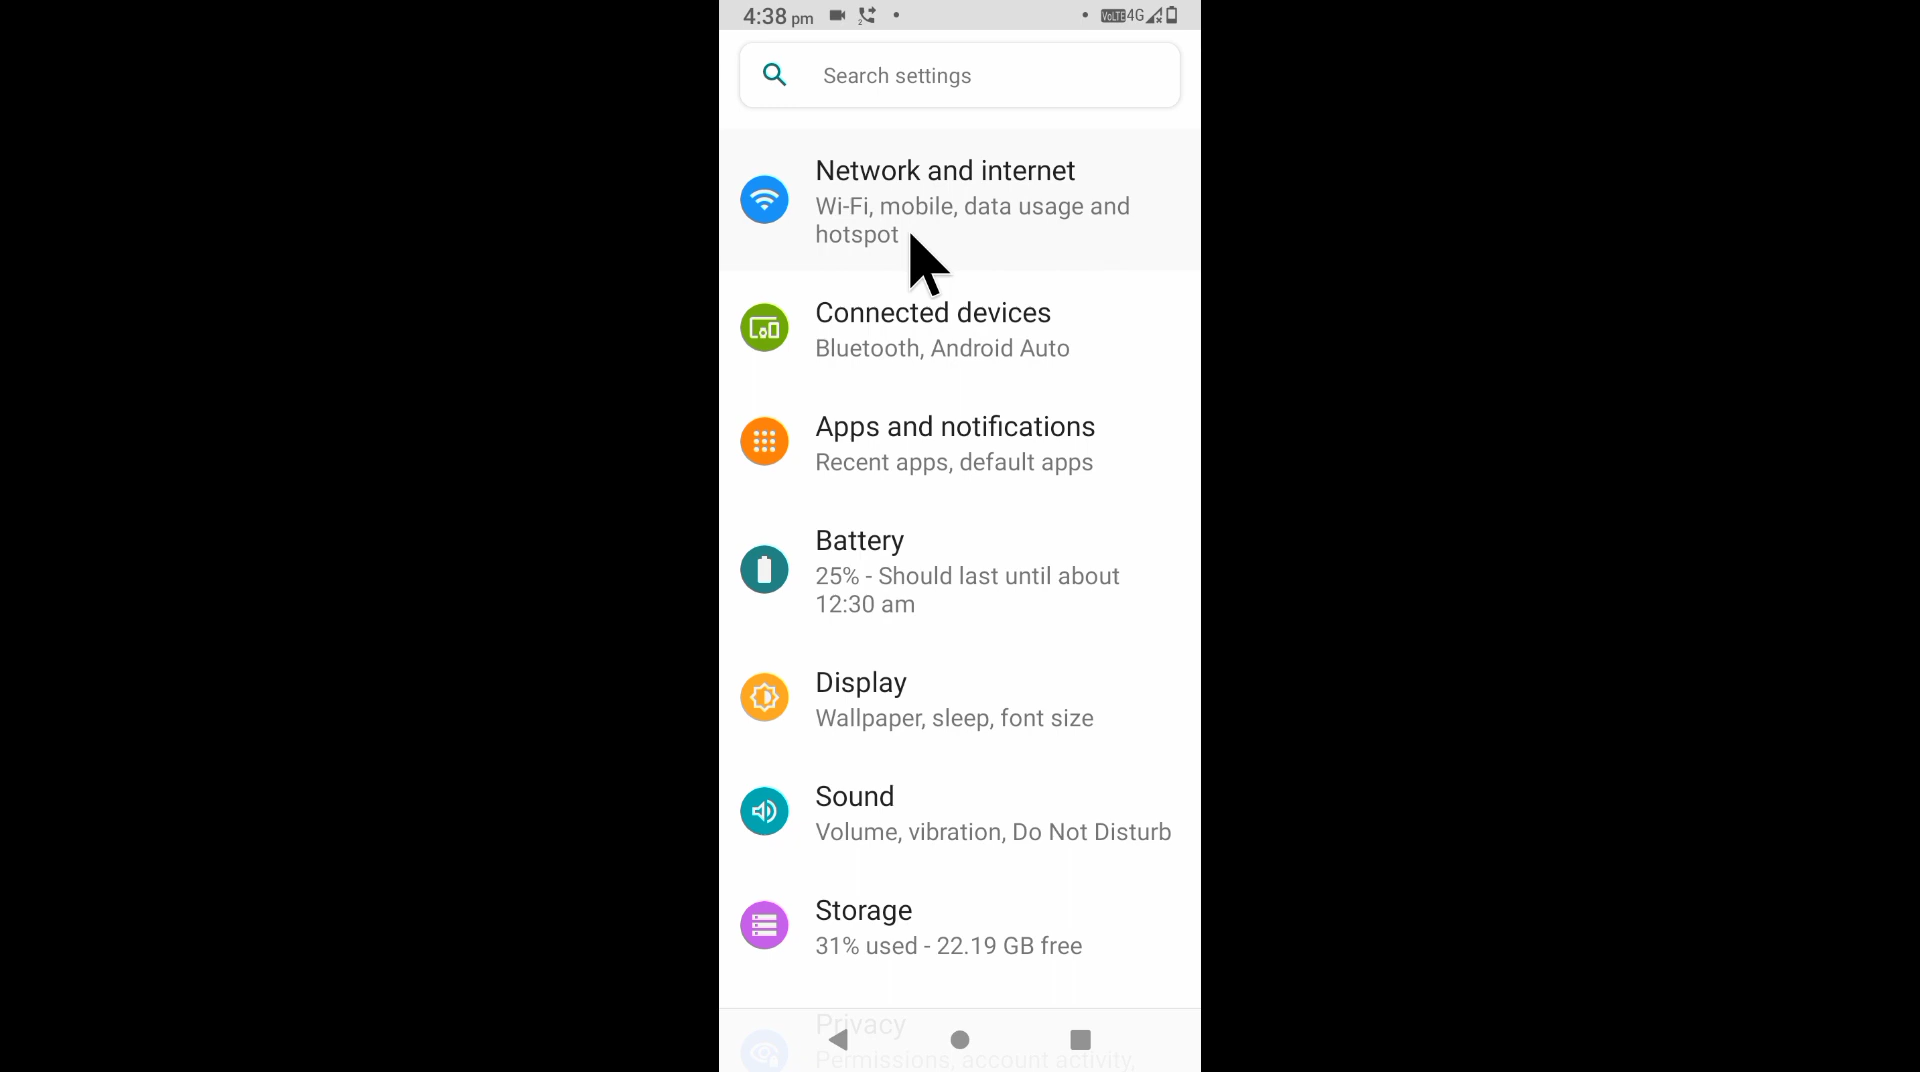 4:38 pm
2
VoLTE 4G
Search settings
Network and internet
Wi-Fi, mobile, data usage and
hotspot
Connected devices
Bluetooth, Android Auto
Apps and notifications
Recent apps, default apps
Battery
25% - Should last until about
12:30 am
Display
Wallpaper, sleep, font size
Sound
Volume, vibration, Do Not Disturb
Storage
31% used - 22.19 GB free
Privacy
Permissions, account activity,